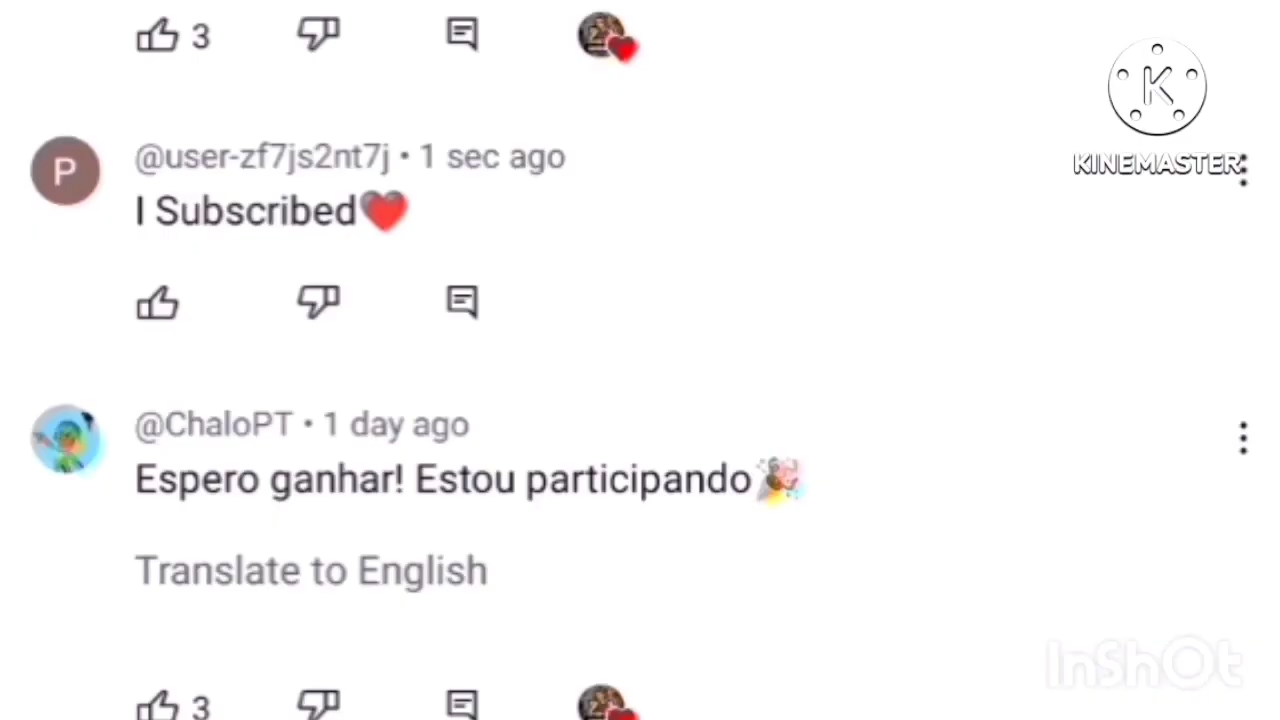 3
P
@user-zf7js2nt7j • 1 sec ago
I Subscribed❤️
@ChaloPT • 1 day ago
Espero ganhar! Estou participando🎉
Translate to English
3
K
KINEMASTER
InShOt